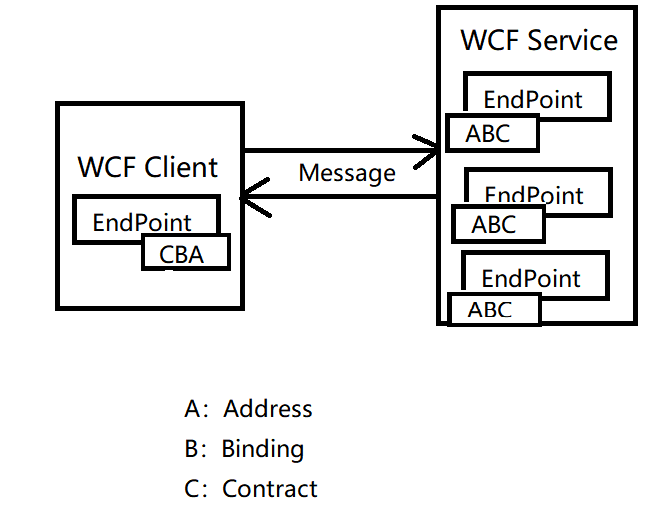 WCF Service
EndPoint
ABC
WCF Client
EndPoint
CBA
Message
EndPoint
ABC
EndPoint
ABC
A: Address
B: Binding
C: Contract